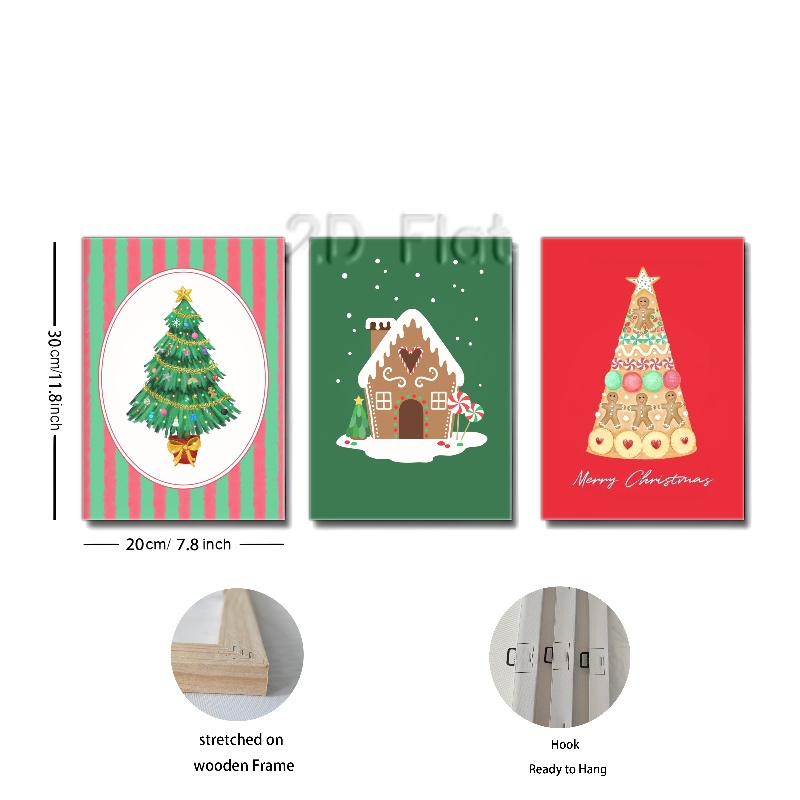 2D Flat
30cm/11.8inch
Merry Christmas
20cm/ 7.8 inch
stretched on
wooden Frame
Hook
Ready to Hang